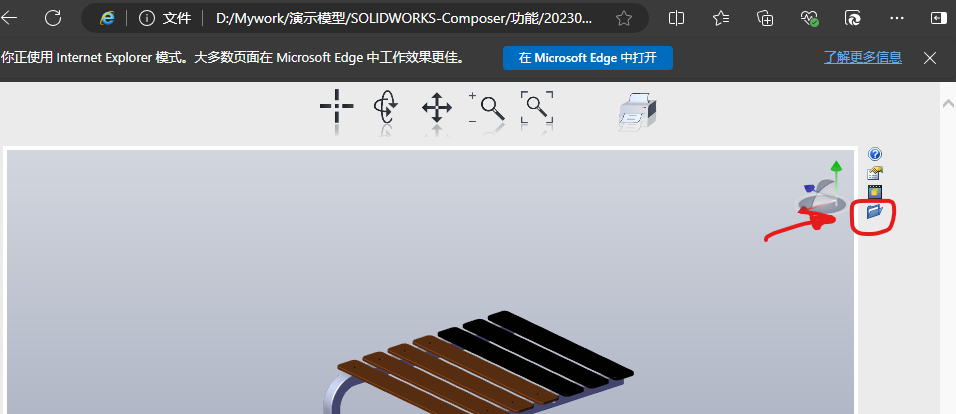 文件
D:/Mywork/演示模型/SOLIDWORKS-Composer/功能/20230...
你正使用 Internet Explorer 模式。大多数页面在 Microsoft Edge 中工作效果更佳。
在 Microsoft Edge 中打开
了解更多信息